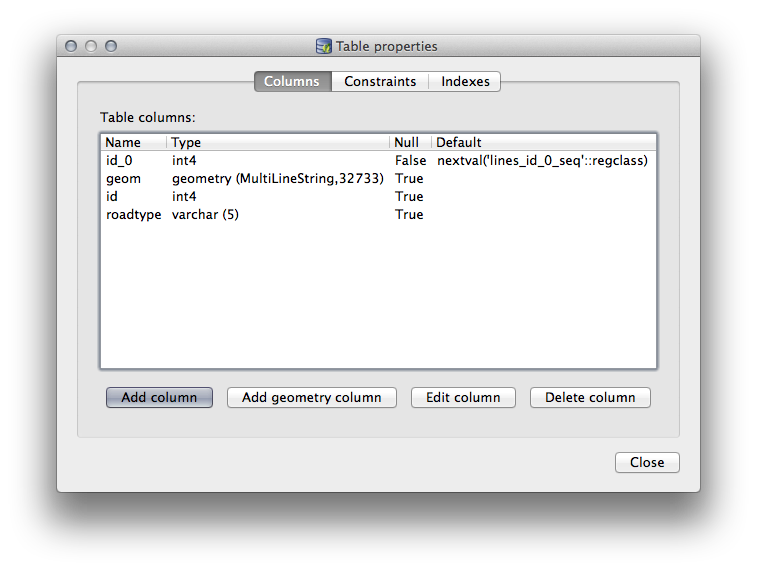 Table properties
Columns Constraints Indexes
Table columns:
Name Type Null Default
id_0 int4 False nextval('lines_id_0_seq'::regclass)
geom geometry (MultiLineString,32733) True
id int4 True
roadtype varchar (5) True
Add column Add geometry column Edit column Delete column
Close